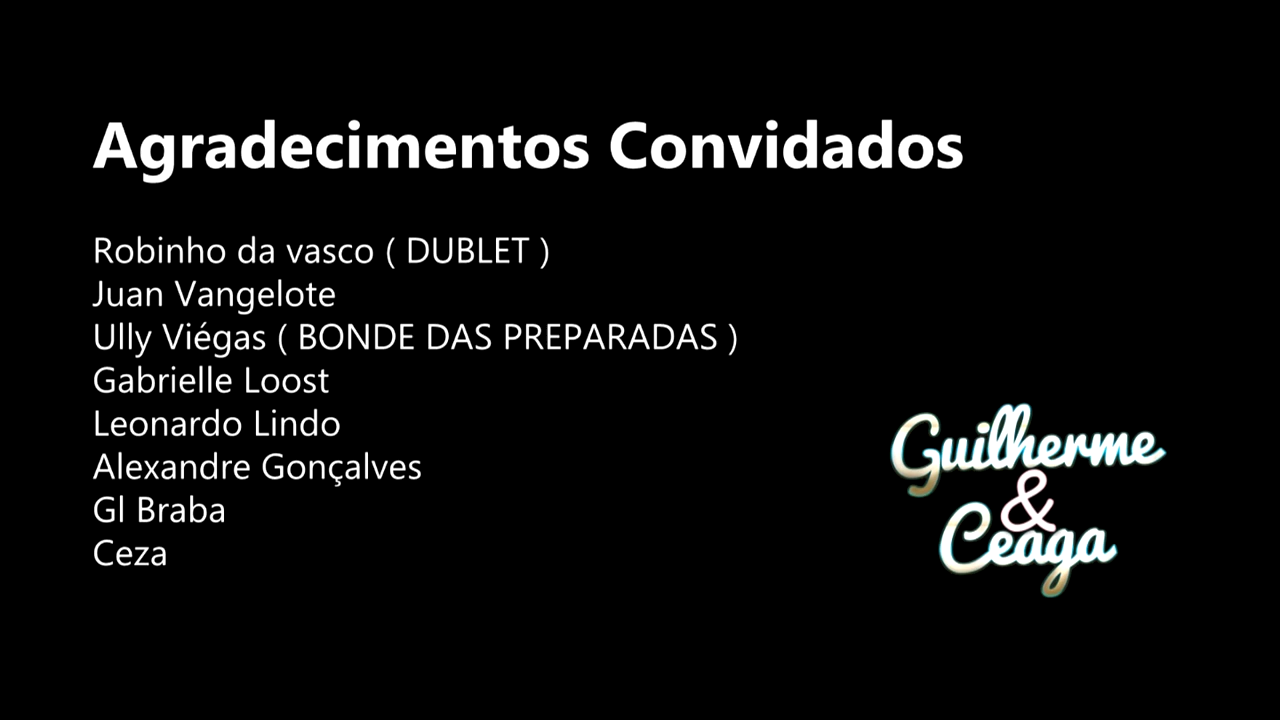 Agradecimentos Convidados
Robinho da vasco ( DUBLET )
Juan Vangelote
Ully Viégas ( BONDE DAS PREPARADAS )
Gabrielle Loost
Leonardo Lindo
Alexandre Gonçalves
Gl Braba
Ceza
Guilherme
&
Ceaga